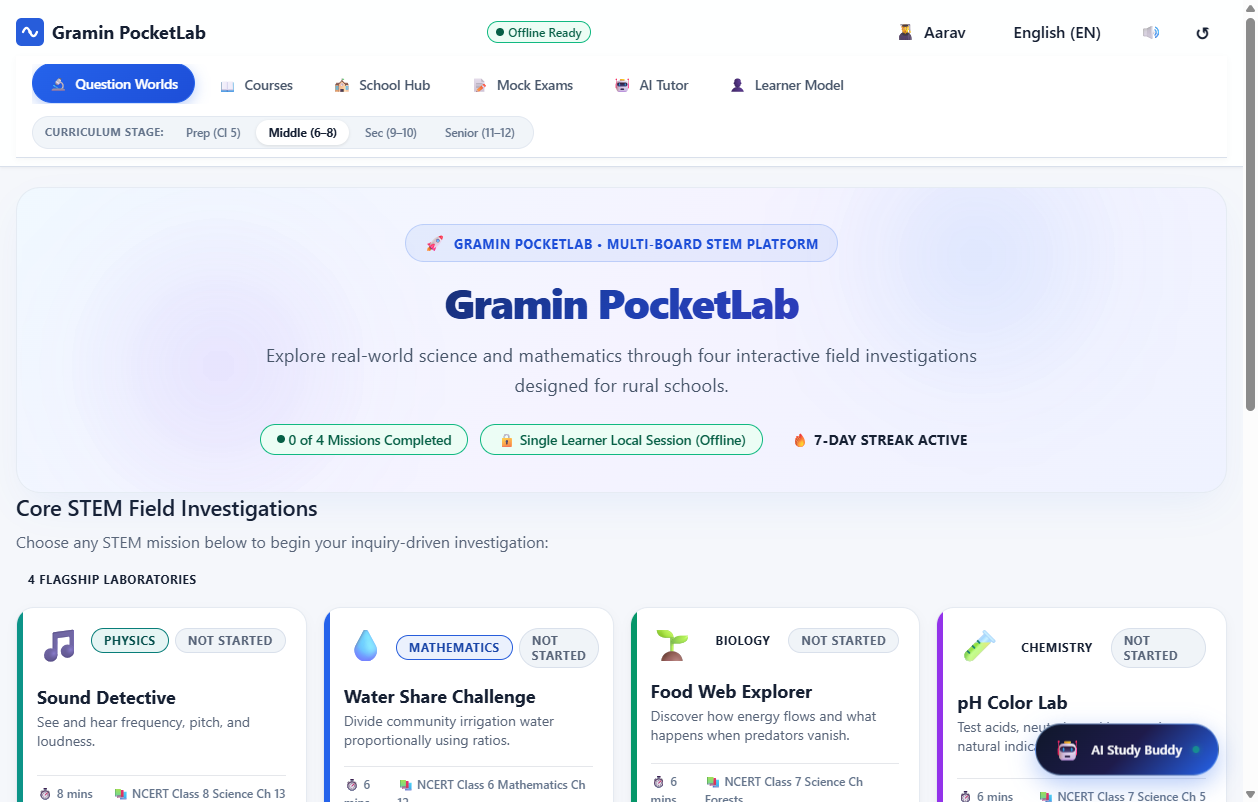 Gramin PocketLab
Offline Ready
Aarav
English (EN)
Question Worlds
Courses
School Hub
Mock Exams
AI Tutor
Learner Model
CURRICULUM STAGE:
Prep (Cl 5)
Middle (6–8)
Sec (9–10)
Senior (11–12)
GRAMIN POCKETLAB • MULTI-BOARD STEM PLATFORM
Gramin PocketLab
Explore real-world science and mathematics through four interactive field investigations
designed for rural schools.
0 of 4 Missions Completed
Single Learner Local Session (Offline)
7-DAY STREAK ACTIVE
Core STEM Field Investigations
Choose any STEM mission below to begin your inquiry-driven investigation:
4 FLAGSHIP LABORATORIES
PHYSICS
NOT STARTED
Sound Detective
See and hear frequency, pitch, and
loudness.
8 mins
NCERT Class 8 Science Ch 13
MATHEMATICS
NOT
STARTED
Water Share Challenge
Divide community irrigation water
proportionally using ratios.
6
mins
NCERT Class 6 Mathematics Ch
12
BIOLOGY
NOT STARTED
Food Web Explorer
Discover how energy flows and what
happens when predators vanish.
6
mins
NCERT Class 7 Science Ch
Forests
CHEMISTRY
NOT
STARTED
pH Color Lab
Test acids,
natural
6 mins
NCERT Class 7 Science Ch 5
AI Study Buddy